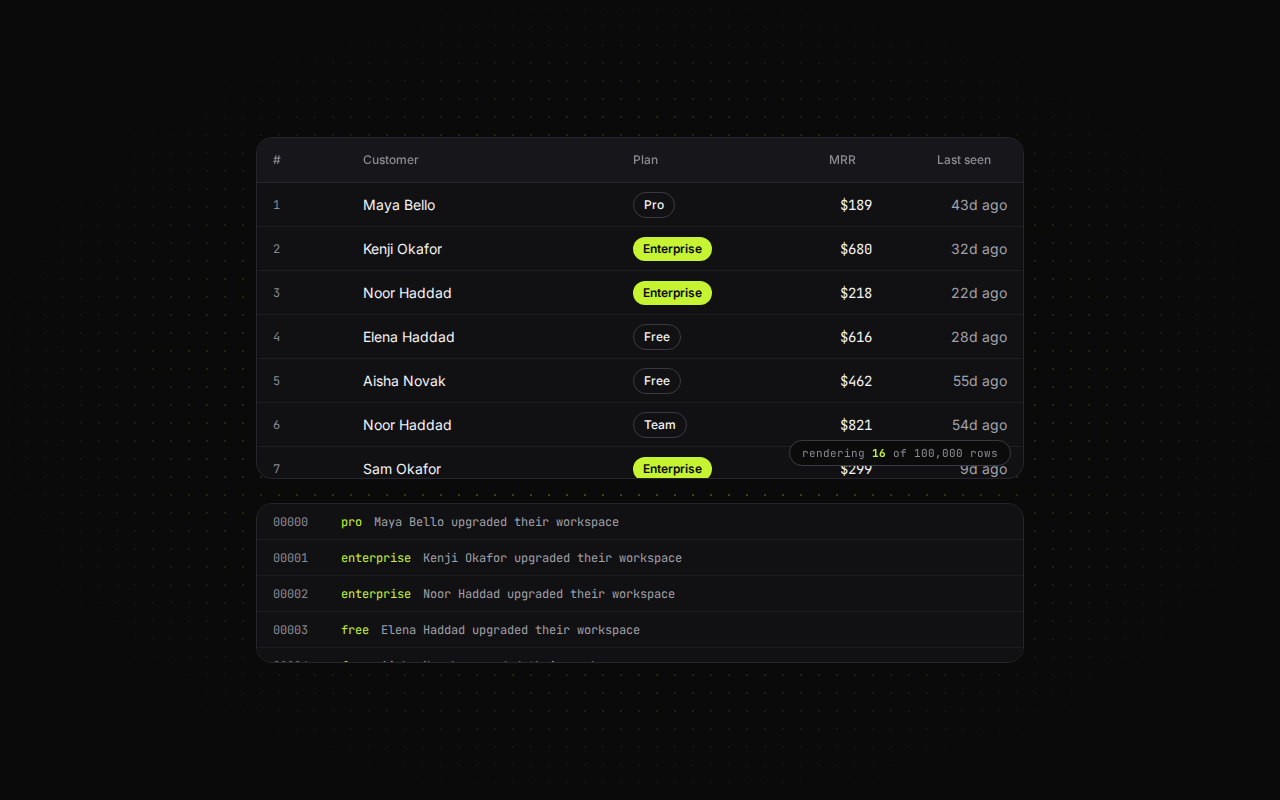 # Customer Plan MRR Last seen
1 Maya Bello Pro $189 43d ago
2 Kenji Okafor Enterprise $680 32d ago
3 Noor Haddad Enterprise $218 22d ago
4 Elena Haddad Free $616 28d ago
5 Aisha Novak Free $462 55d ago
6 Noor Haddad Team $821 54d ago
rendering 16 of 100,000 rows
7 Sam Okafor Enterprise $299 9d ago
00000 pro Maya Bello upgraded their workspace
00001 enterprise Kenji Okafor upgraded their workspace
00002 enterprise Noor Haddad upgraded their workspace
00003 free Elena Haddad upgraded their workspace